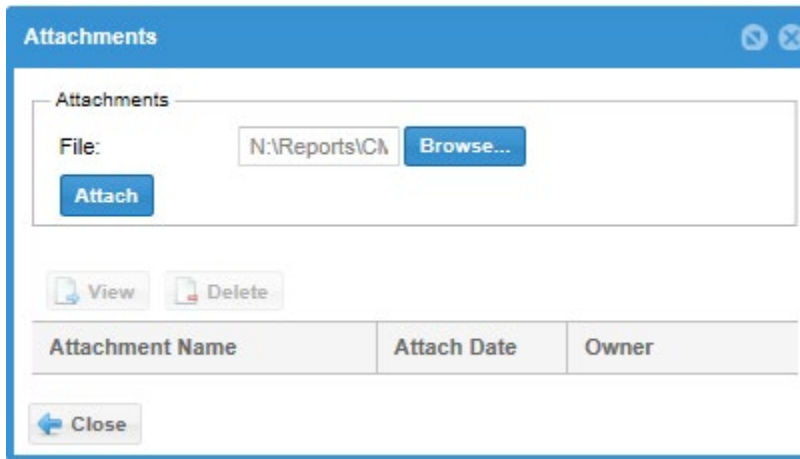 Attachments
Attachments
File: N:\Reports\CM Browse...
Attach
View Delete
Attachment Name Attach Date Owner
Close